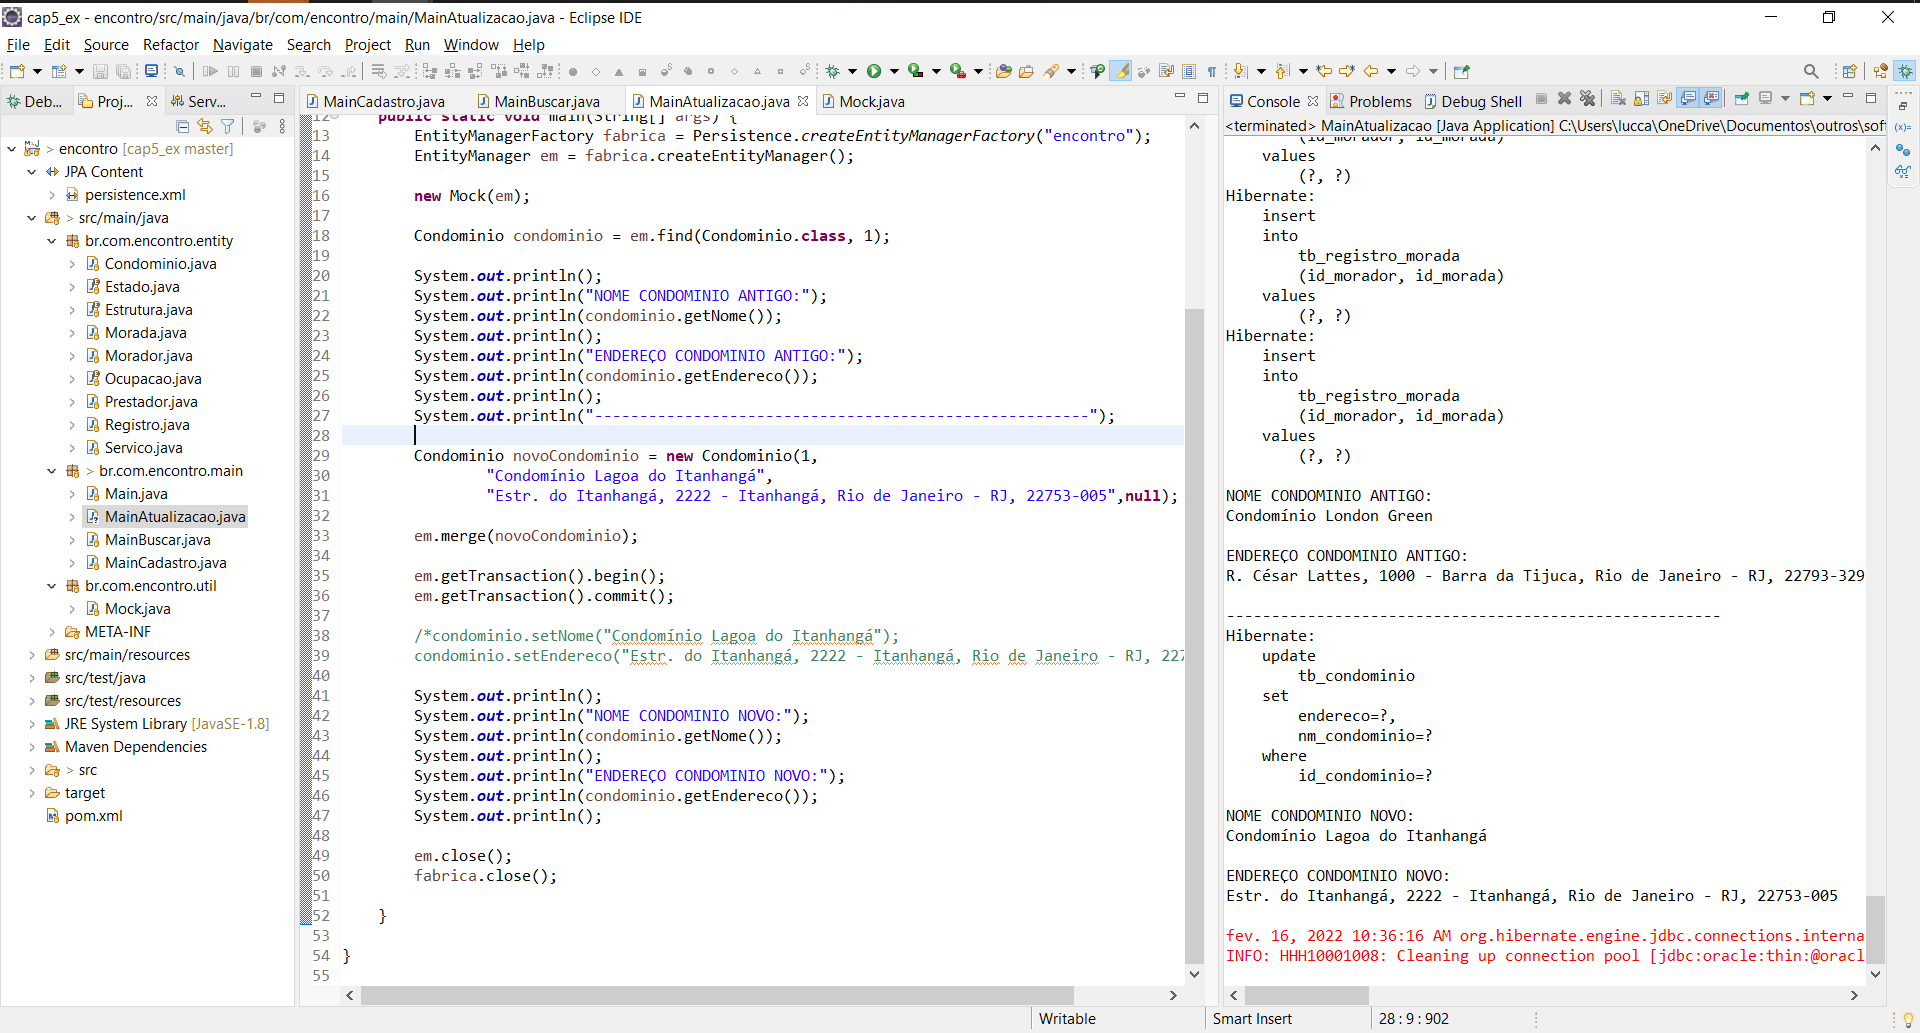 cap5_ex - encontro/src/main/java/br/com/encontro/main/MainAtualizacao.java - Eclipse IDE
File Edit Source Refactor Navigate Search Project Run Window Help
Deb... Proj... Serv...
encontro [cap5_ex master]
JPA Content
persistence.xml
> src/main/java
br.com.encontro.entity
Condominio.java
Estado.java
Estrutura.java
Morada.java
Morador.java
Ocupacao.java
Prestador.java
Registro.java
Servico.java
> br.com.encontro.main
Main.java
MainAtualizacao.java
MainBuscar.java
MainCadastro.java
br.com.encontro.util
Mock.java
META-INF
src/main/resources
src/test/java
src/test/resources
JRE System Library [JavaSE-1.8]
Maven Dependencies
> src
target
pom.xml
MainCadastro.java MainBuscar.java MainAtualizacao.java Mock.java
12 public static void main(String[] args) {
13 EntityManagerFactory fabrica = Persistence.createEntityManagerFactory("encontro");
14 EntityManager em = fabrica.createEntityManager();
15
16 new Mock(em);
17
18 Condominio condominio = em.find(Condominio.class, 1);
19
20 System.out.println();
21 System.out.println("NOME CONDOMINIO ANTIGO:");
22 System.out.println(condominio.getNome());
23 System.out.println();
24 System.out.println("ENDEREÇO CONDOMINIO ANTIGO:");
25 System.out.println(condominio.getEndereco());
26 System.out.println();
27 System.out.println("-------------------------------------------------------");
28
29 Condominio novoCondominio = new Condominio(1,
30 "Condomínio Lagoa do Itanhangá",
31 "Estr. do Itanhangá, 2222 - Itanhangá, Rio de Janeiro - RJ, 22753-005",null);
32
33 em.merge(novoCondominio);
34
35 em.getTransaction().begin();
36 em.getTransaction().commit();
37
38 /*condominio.setNome("Condomínio Lagoa do Itanhangá");
39 condominio.setEndereco("Estr. do Itanhangá, 2222 - Itanhangá, Rio de Janeiro - RJ, 227
40
41 System.out.println();
42 System.out.println("NOME CONDOMINIO NOVO:");
43 System.out.println(condominio.getNome());
44 System.out.println();
45 System.out.println("ENDEREÇO CONDOMINIO NOVO:");
46 System.out.println(condominio.getEndereco());
47 System.out.println();
48
49 em.close();
50 fabrica.close();
51
52 }
53
54 }
55
Console Problems Debug Shell
<terminated> MainAtualizacao [Java Application] C:\Users\lucca\OneDrive\Documentos\outros\soft
(id_morador, id_morada)
values
(?, ?)
Hibernate:
insert
into
tb_registro_morada
(id_morador, id_morada)
values
(?, ?)
Hibernate:
insert
into
tb_registro_morada
(id_morador, id_morada)
values
(?, ?)
NOME CONDOMINIO ANTIGO:
Condomínio London Green
ENDEREÇO CONDOMINIO ANTIGO:
R. César Lattes, 1000 - Barra da Tijuca, Rio de Janeiro - RJ, 22793-329
-------------------------------------------------------
Hibernate:
update
tb_condominio
set
endereco=?,
nm_condominio=?
where
id_condominio=?
NOME CONDOMINIO NOVO:
Condomínio Lagoa do Itanhangá
ENDEREÇO CONDOMINIO NOVO:
Estr. do Itanhangá, 2222 - Itanhangá, Rio de Janeiro - RJ, 22753-005
fev. 16, 2022 10:36:16 AM org.hibernate.engine.jdbc.connections.interna
INFO: HHH10001008: Cleaning up connection pool [jdbc:oracle:thin:@oracl
Writable Smart Insert 28 : 9 : 902